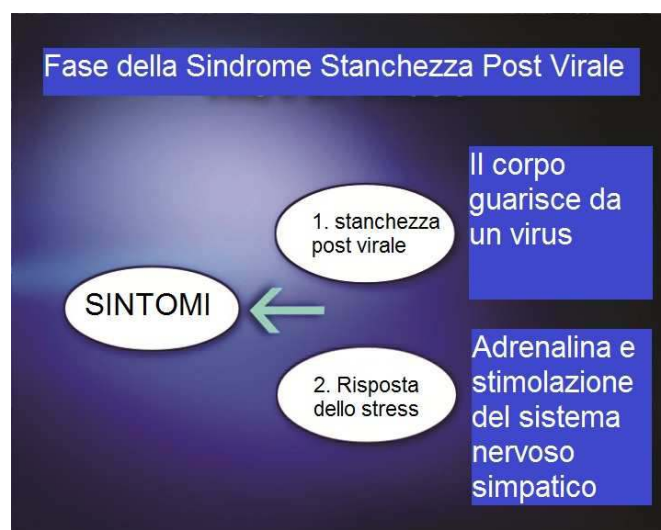 Fase della Sindrome Stanchezza Post Virale
1. stanchezza
post virale
Il corpo
guarisce da
un virus
SINTOMI
2. Risposta
dello stress
Adrenalina e
stimolazione
del sistema
nervoso
simpatico